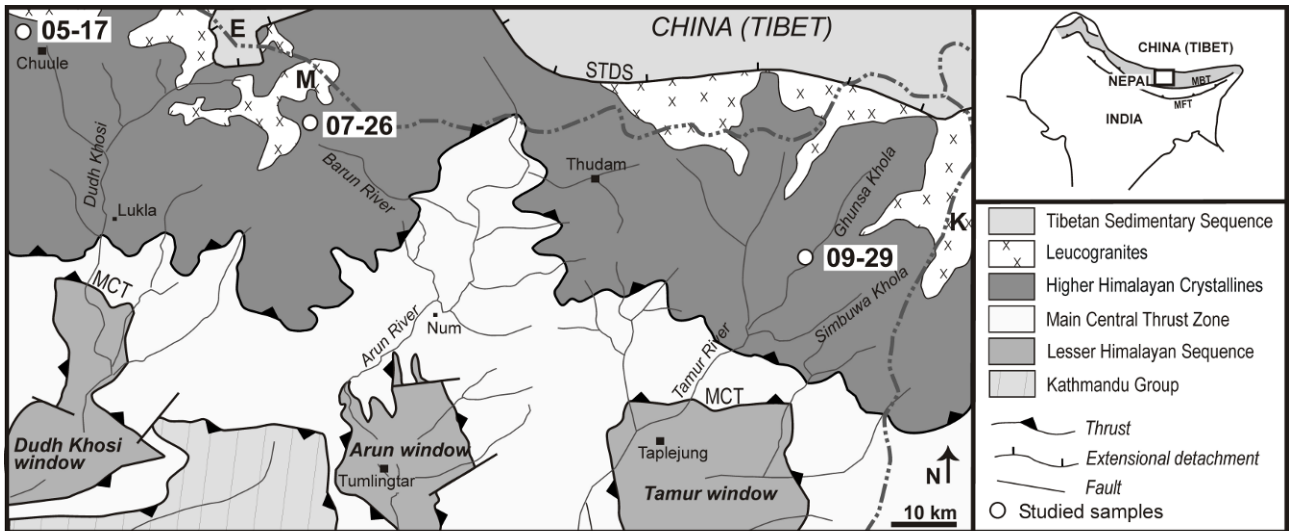 05-17
Chuule
E
M
07-26
CHINA (TIBET)
STDS
Dudh Khosi
Lukla
Barun River
Thudam
Ghunsa Khola
K
09-29
Simbuwa Khola
MCT
Arun River
Num
Tamur River
MCT
Dudh Khosi
window
Arun window
Tumlingtar
Taplejung
Tamur window
N
10 km
CHINA (TIBET)
NEPAL
MBT
MFT
INDIA
Tibetan Sedimentary Sequence
Leucogranites
Higher Himalayan Crystallines
Main Central Thrust Zone
Lesser Himalayan Sequence
Kathmandu Group
Thrust
Extensional detachment
Fault
Studied samples